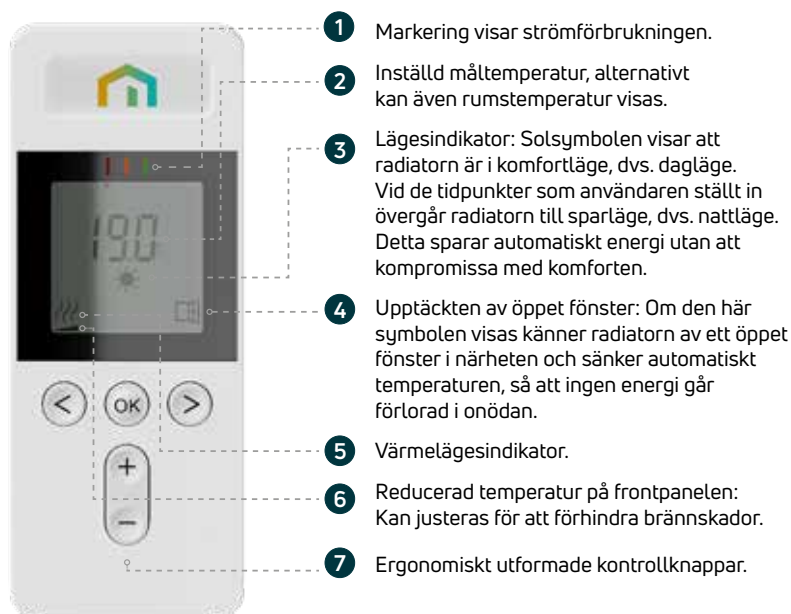 1 Markering visar strömförbrukningen.
2 Inställd måltemperatur, alternativt
kan även rumstemperatur visas.
3 Lägesindikator: Solsymbolen visar att
radiatorn är i komfortläge, dvs. dagläge.
Vid de tidpunkter som användaren ställt in
övergår radiatorn till sparläge, dvs. nattläge.
Detta sparar automatiskt energi utan att
kompromissa med komforten.
4 Upptäckten av öppet fönster: Om den här
symbolen visas känner radiatorn av ett öppet
fönster i närheten och sänker automatiskt
temperaturen, så att ingen energi går
förlorad i onödan.
5 Värmelägesindikator.
6 Reducerad temperatur på frontpanelen:
Kan justeras för att förhindra brännskador.
7 Ergonomiskt utformade kontrollknappar.
19.0
< OK >
+
−